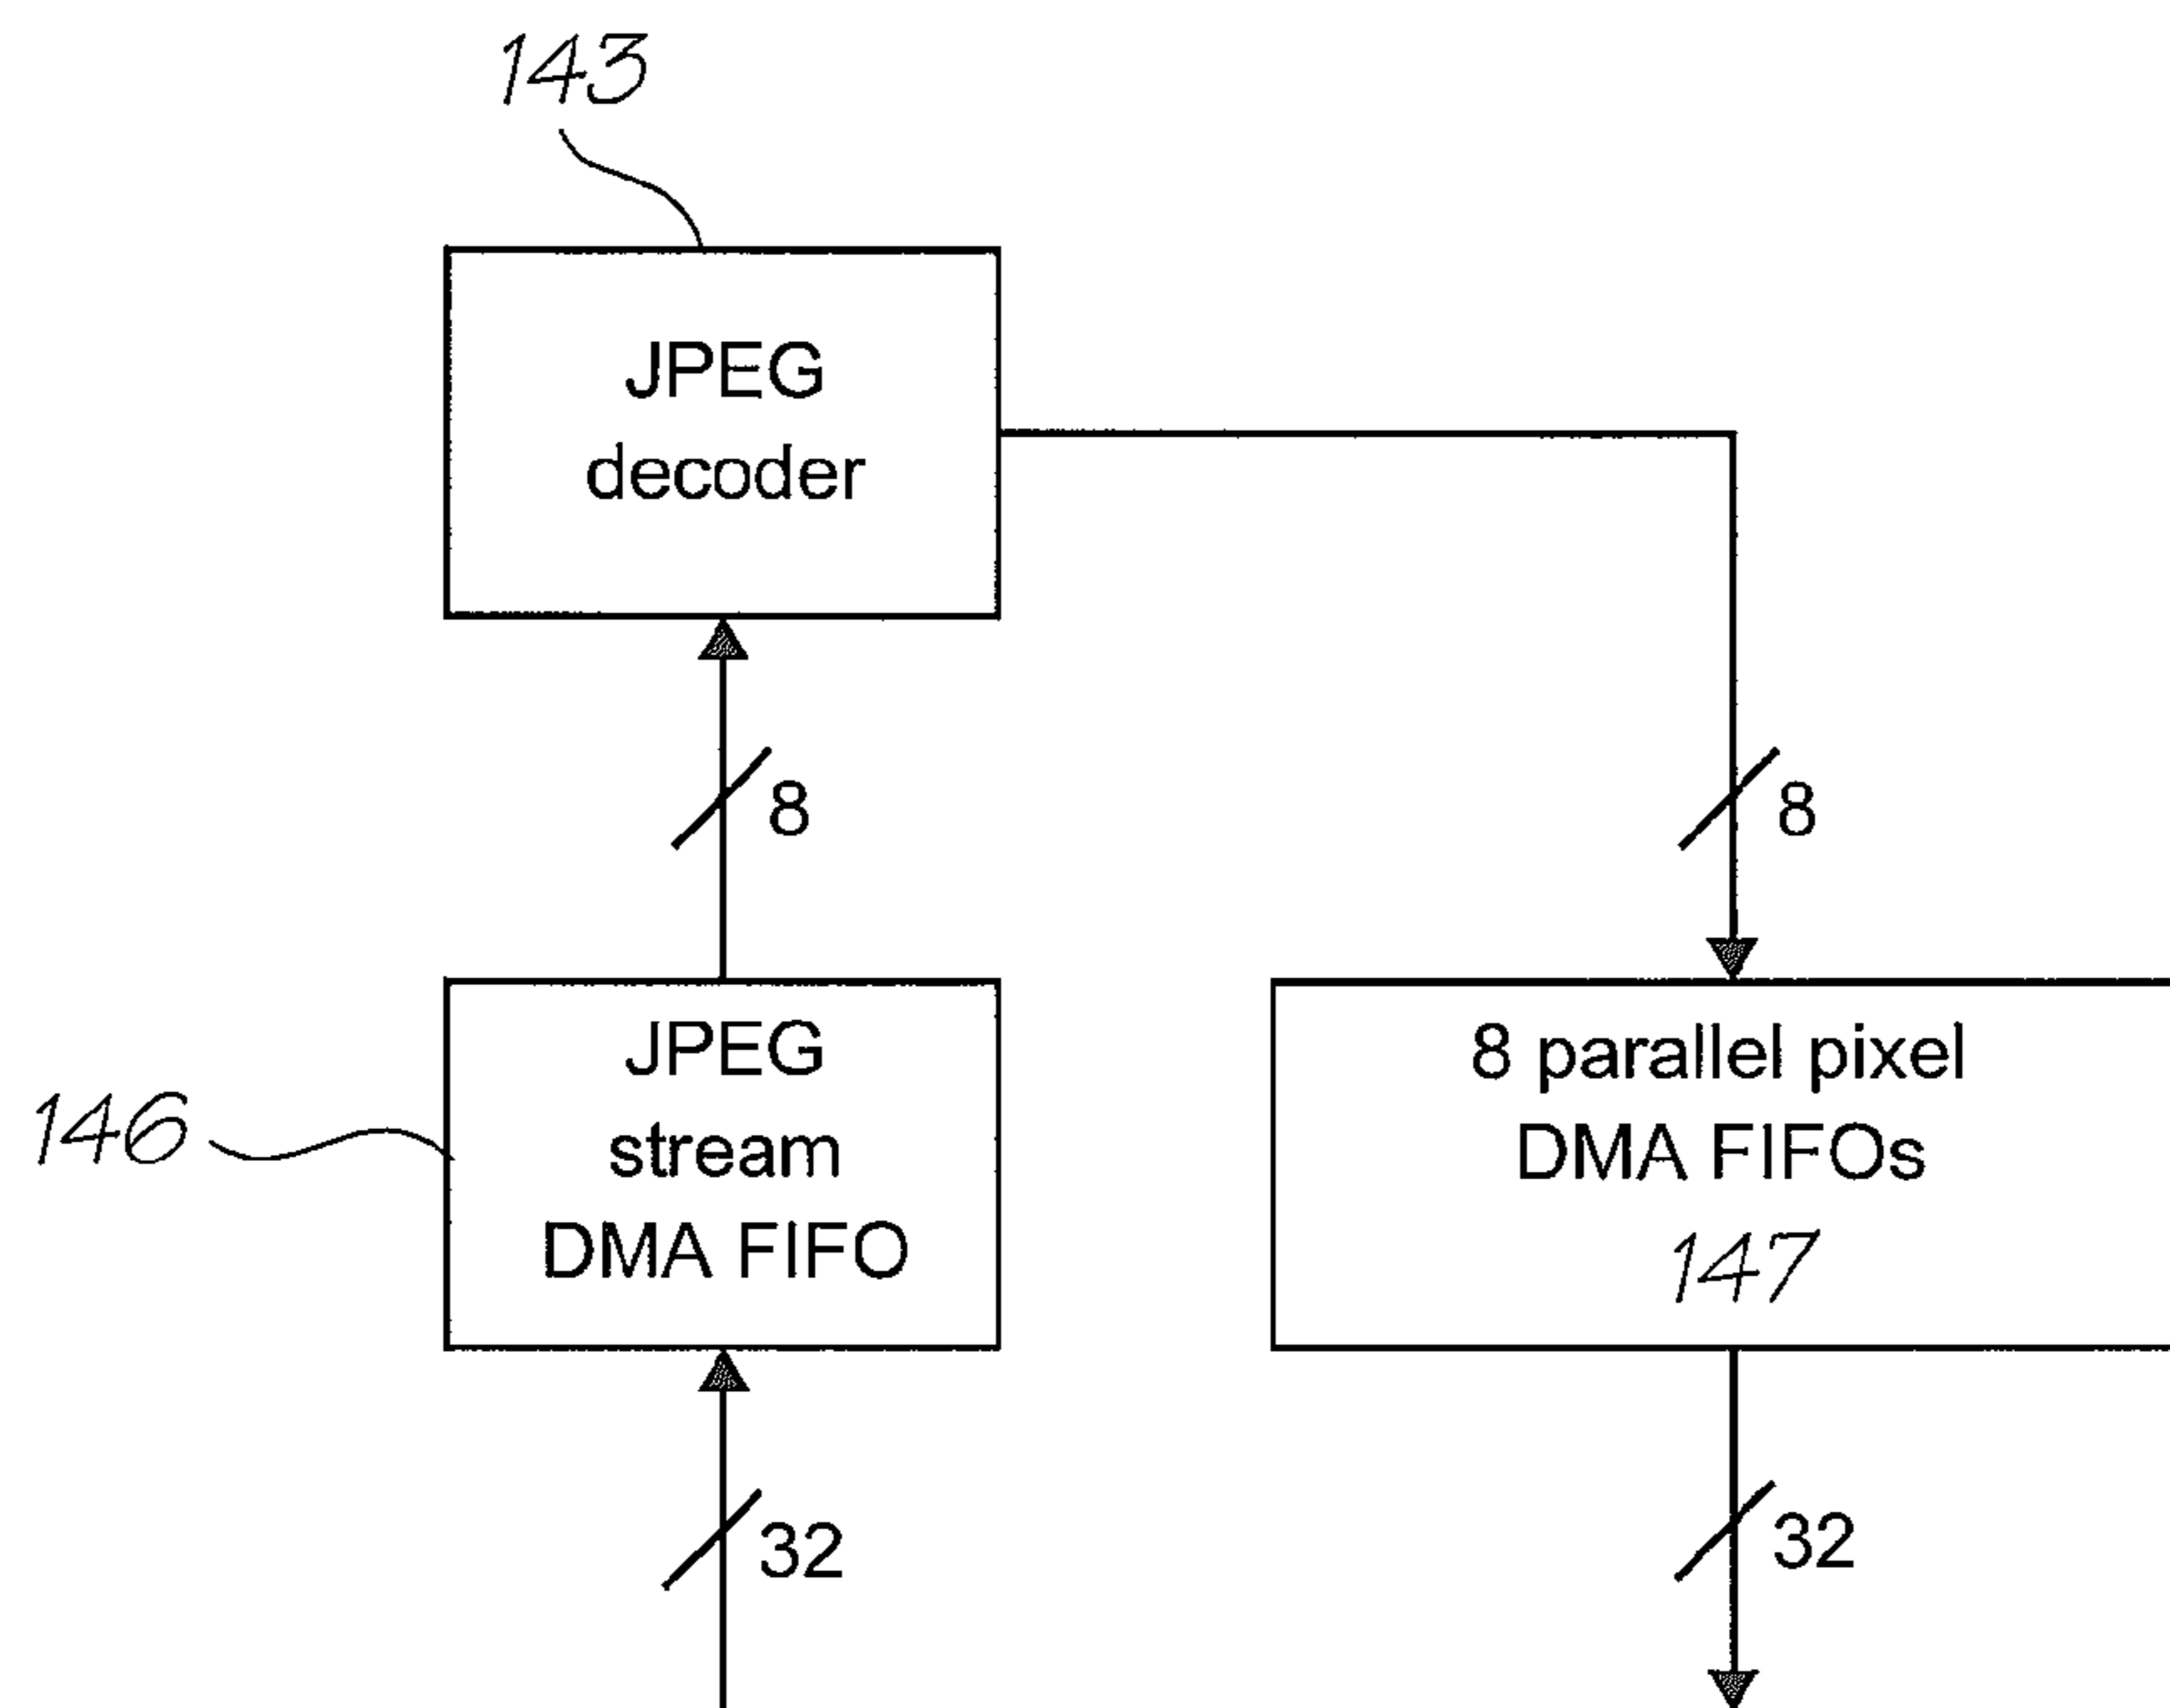 143
JPEG
decoder
8
8
JPEG
stream
DMA FIFO
146
8 parallel pixel
DMA FIFOs
147
32
32